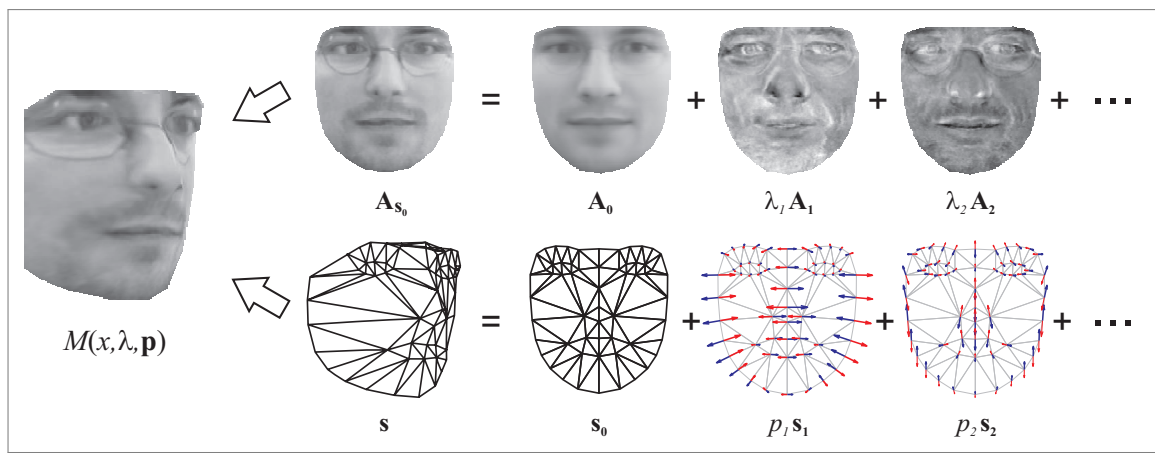 = + + + ...
A_{s_0} A_0 λ_1 A_1 λ_2 A_2
= + + + ...
M(x,λ,p)
s s_0 p_1 s_1 p_2 s_2